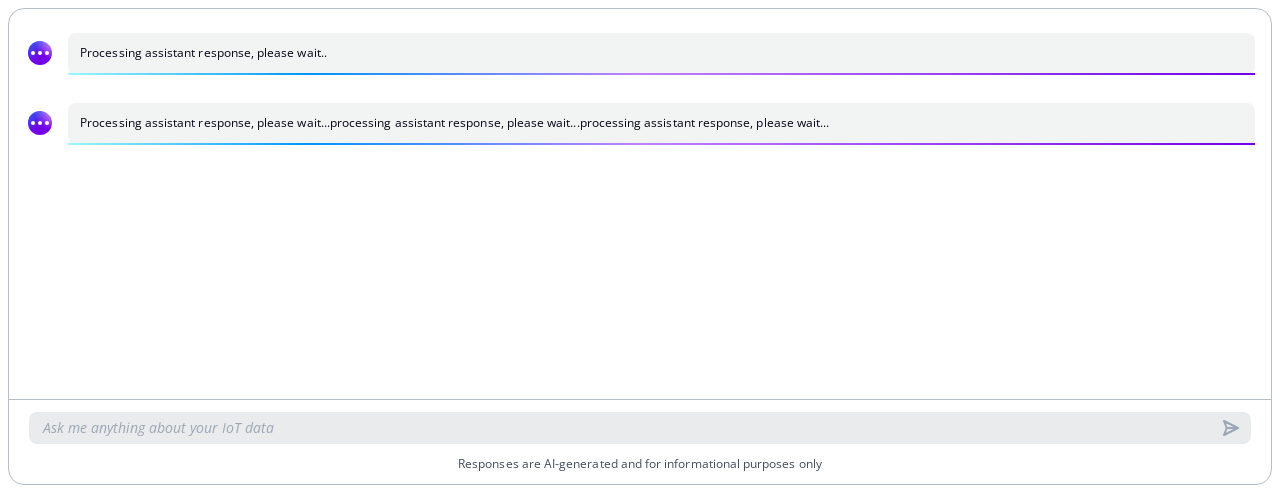 Processing assistant response, please wait..
Processing assistant response, please wait...processing assistant response, please wait...processing assistant response, please wait...
Ask me anything about your IoT data
Responses are AI-generated and for informational purposes only